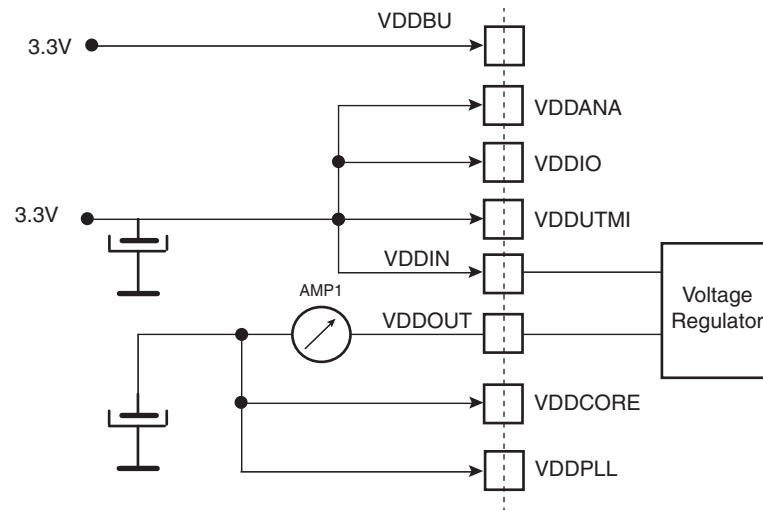 VDDBU
3.3V
VDDANA
VDDIO
3.3V
VDDUTMI
VDDIN
AMP1
VDDOUT
Voltage
Regulator
VDDCORE
VDDPLL